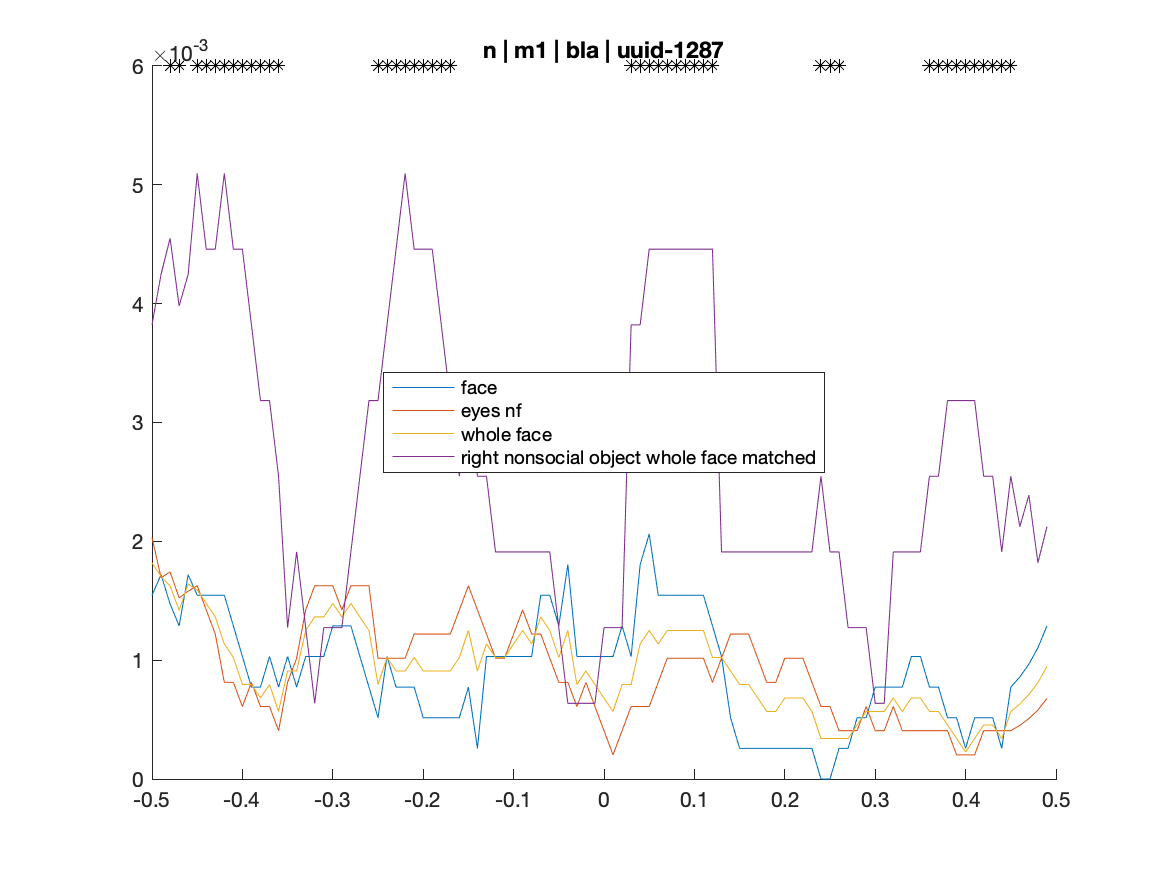 n | m1 | bla | uuid-1287
×10-3
6
5
4
3
2
1
0
face
eyes nf
whole face
right nonsocial object whole face matched
-0.5 -0.4 -0.3 -0.2 -0.1 0 0.1 0.2 0.3 0.4 0.5